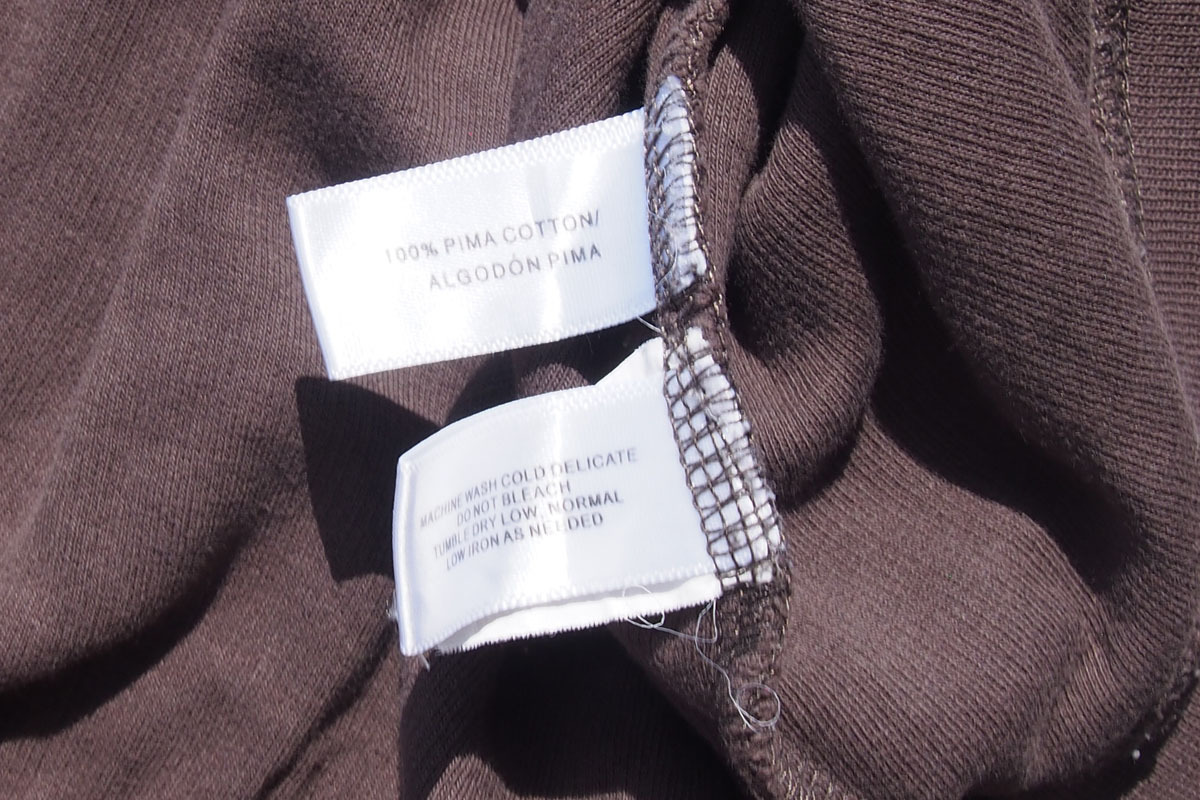 100% PIMA COTTON/
ALGODÓN PIMA
MACHINE WASH COLD DELICATE
DO NOT BLEACH
TUMBLE DRY LOW, NORMAL
LOW IRON AS NEEDED